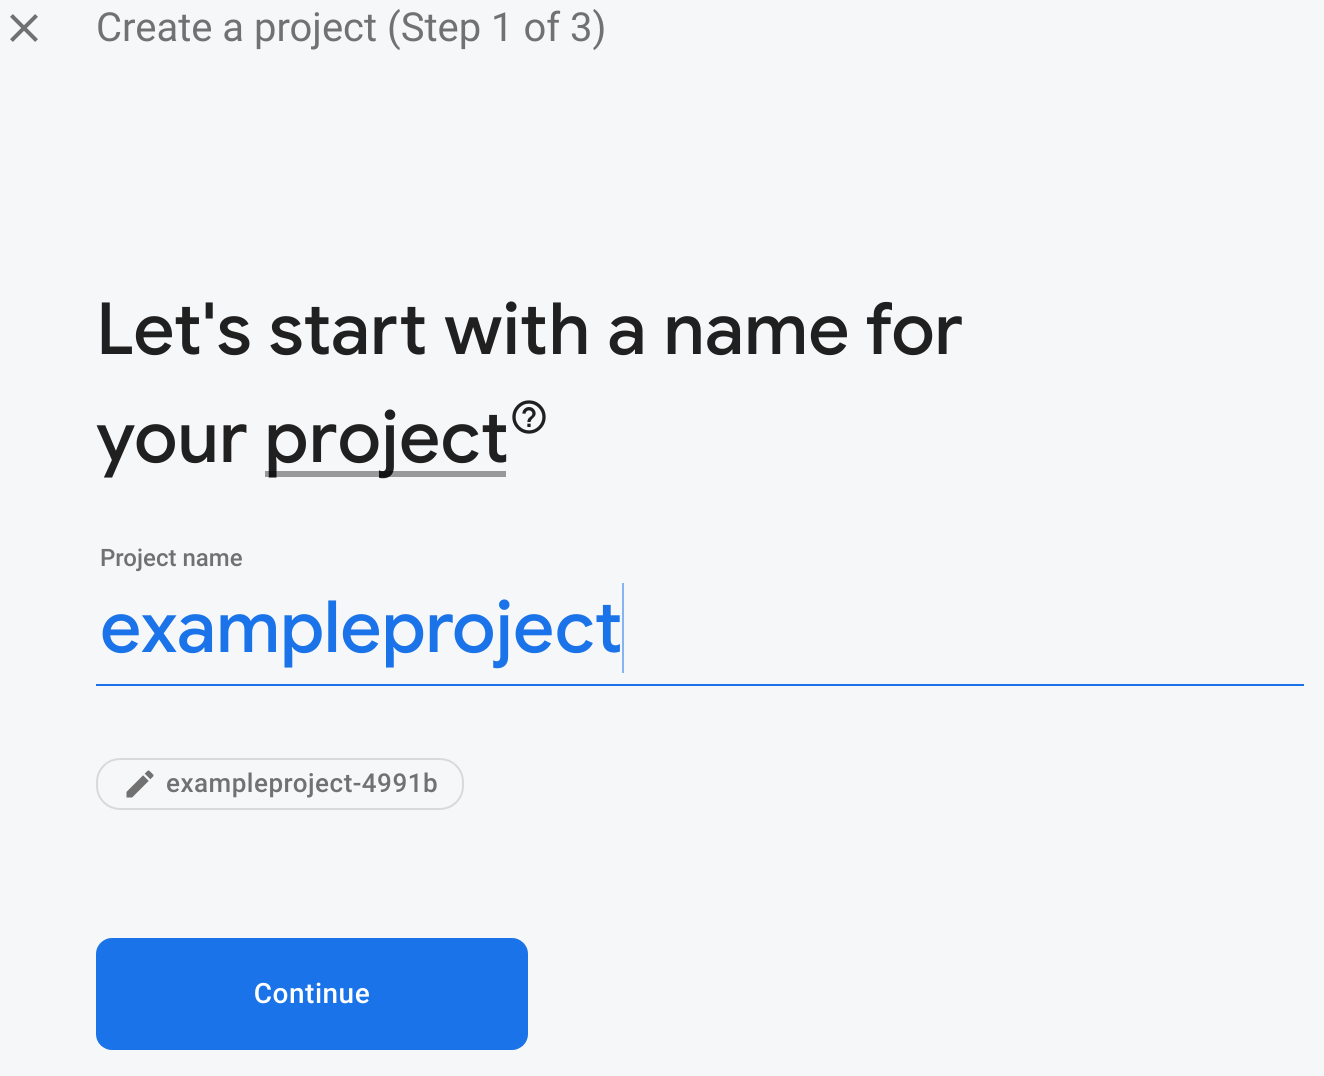 Create a project (Step 1 of 3)
Let's start with a name for
your project?
Project name
exampleproject
exampleproject-4991b
Continue